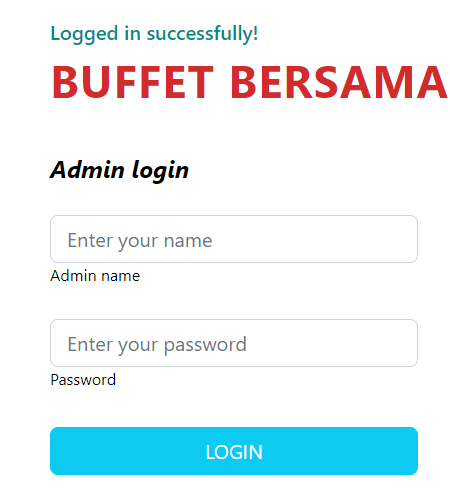 Logged in successfully!
BUFFET BERSAMA
Admin login
Enter your name
Admin name
Enter your password
Password
LOGIN